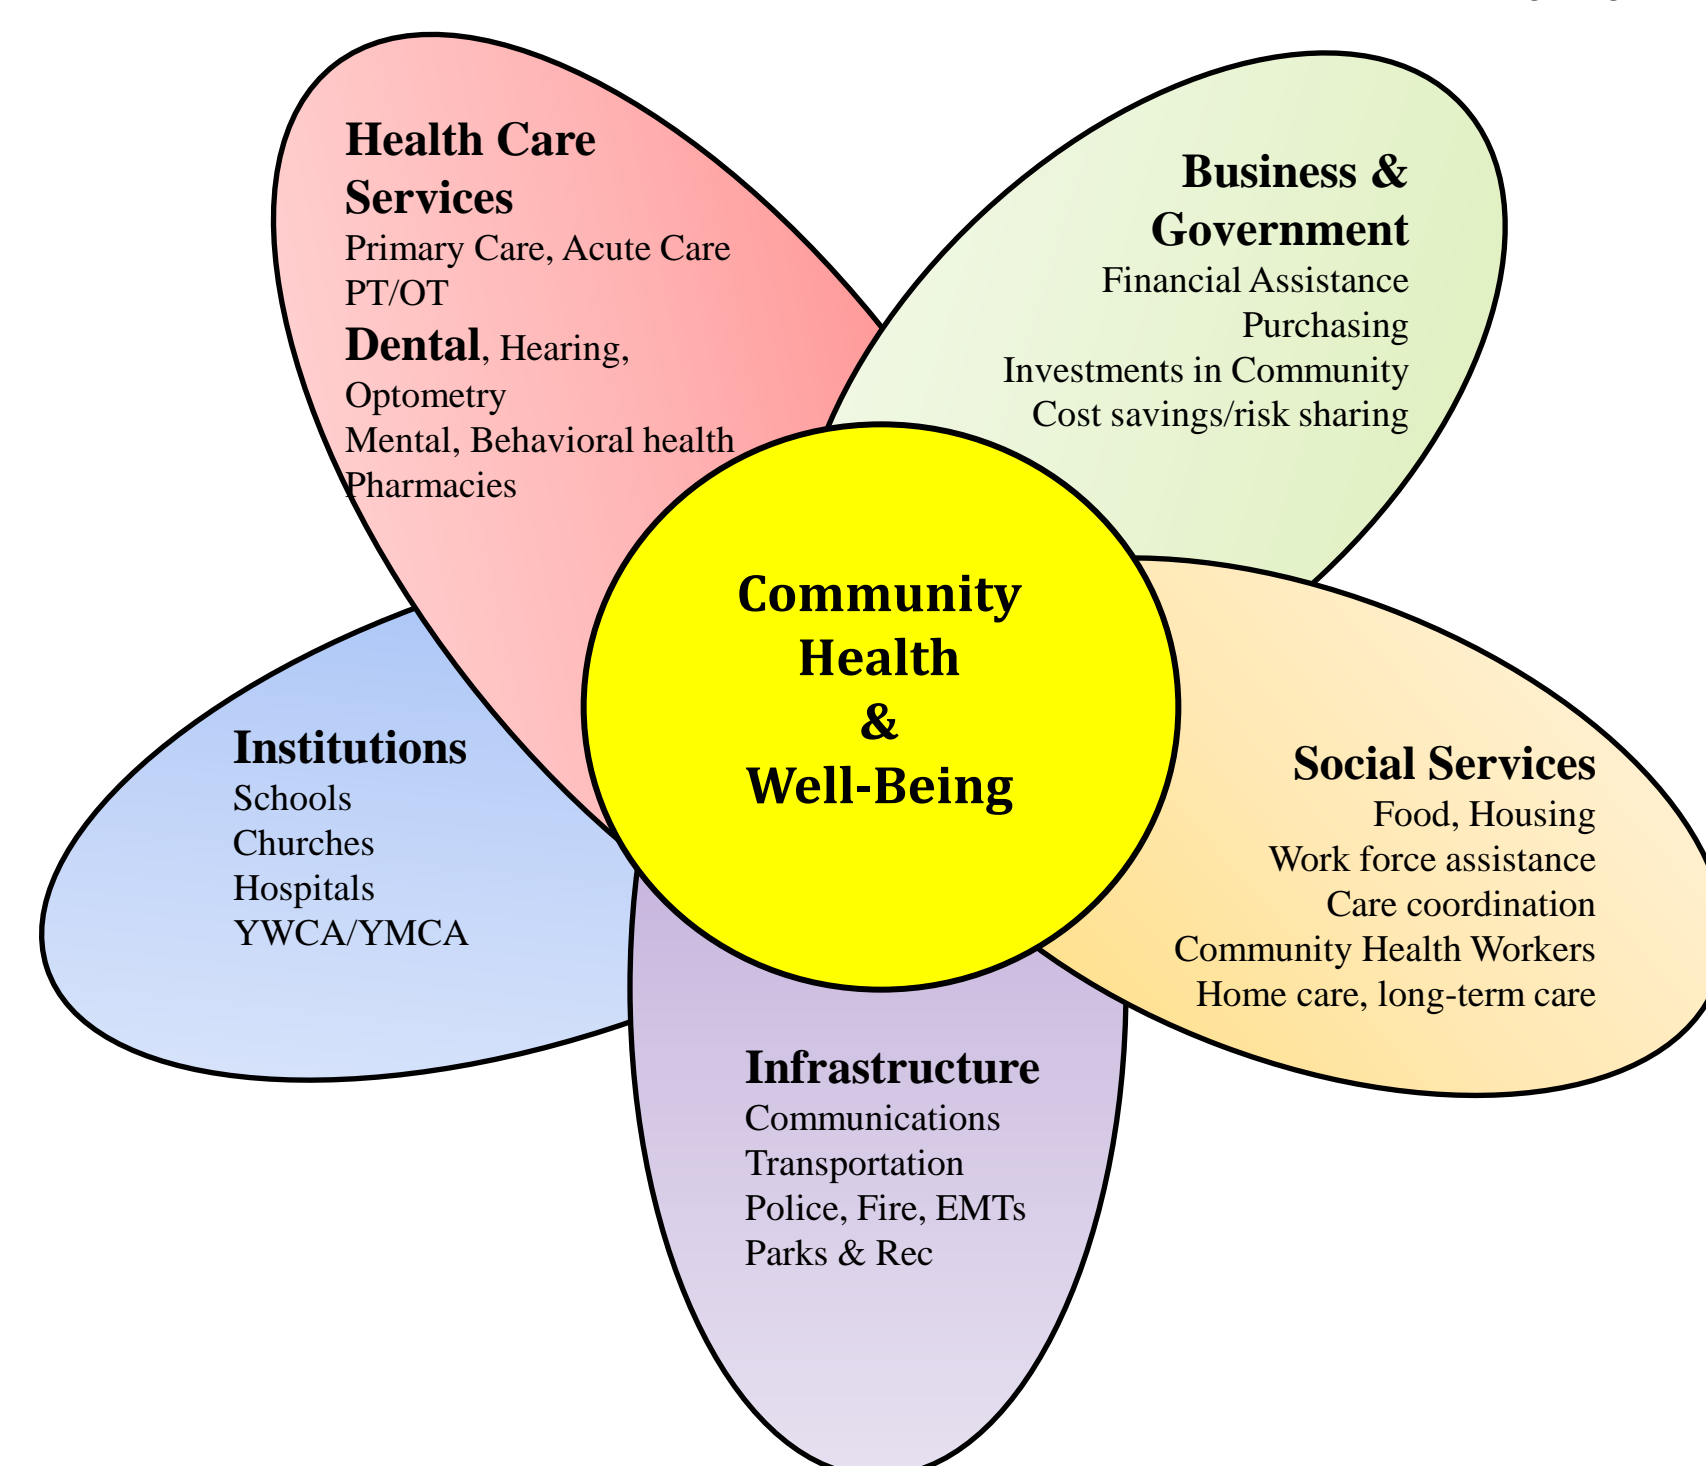 Health Care
Services
Primary Care, Acute Care
PT/OT
Dental, Hearing,
Optometry
Mental, Behavioral health
Pharmacies
Business &
Government
Financial Assistance
Purchasing
Investments in Community
Cost savings/risk sharing
Community
Health
&
Well-Being
Institutions
Schools
Churches
Hospitals
YWCA/YMCA
Social Services
Food, Housing
Work force assistance
Care coordination
Community Health Workers
Home care, long-term care
Infrastructure
Communications
Transportation
Police, Fire, EMTs
Parks & Rec